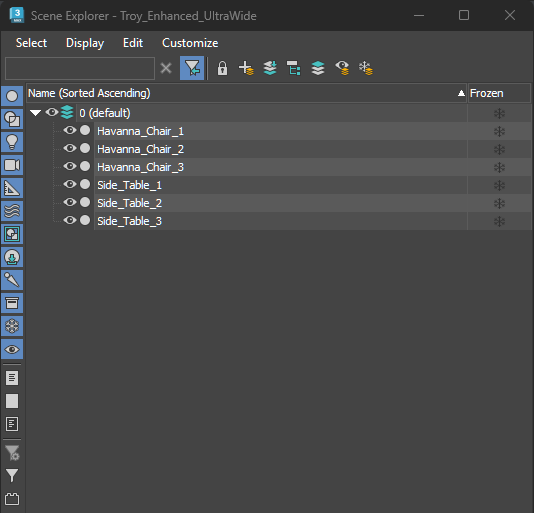 Scene Explorer - Troy_Enhanced_UltraWide
Select Display Edit Customize
Name (Sorted Ascending) Frozen
0 (default)
Havanna_Chair_1
Havanna_Chair_2
Havanna_Chair_3
Side_Table_1
Side_Table_2
Side_Table_3